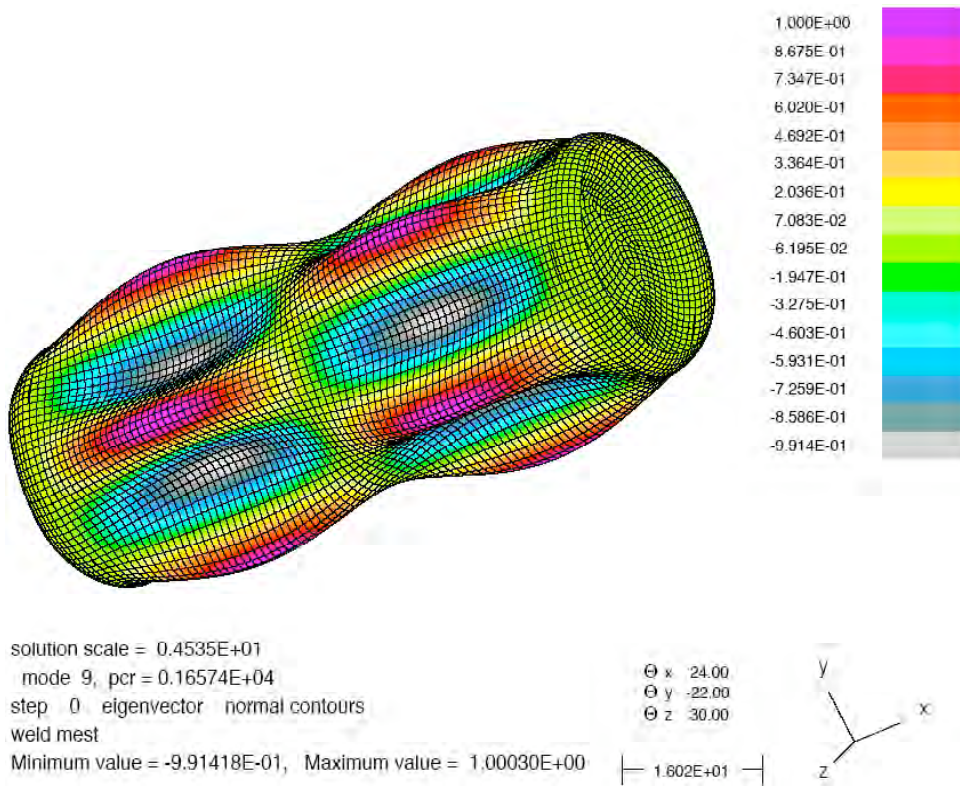 1.000E+00
8.675E-01
7.347E-01
6.020E-01
4.692E-01
3.364E-01
2.036E-01
7.083E-02
-6.195E-02
-1.947E-01
-3.275E-01
-4.603E-01
-5.931E-01
-7.259E-01
-8.586E-01
-9.914E-01
solution scale = 0.4535E+01
mode 9, pcr = 0.16574E+04
step 0 eigenvector normal contours
weld mest
Minimum value = -9.91418E-01, Maximum value = 1.00030E+00
Θ x 24.00
Θ y -22.00
Θ z 30.00
1.602E+01
y
x
z